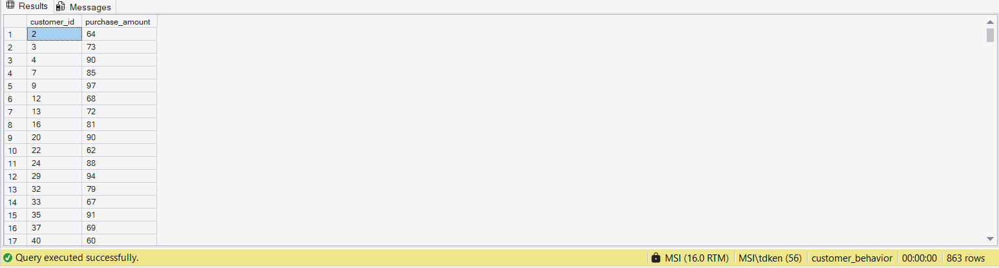 Results Messages
customer_id purchase_amount
1 2 64
2 3 73
3 4 90
4 7 85
5 9 97
6 12 68
7 13 72
8 16 81
9 20 90
10 22 62
11 24 88
12 29 94
13 32 79
14 33 67
15 35 91
16 37 69
17 40 60
Query executed successfully. MSI (16.0 RTM) MSI\tdken (56) customer_behavior 00:00:00 863 rows